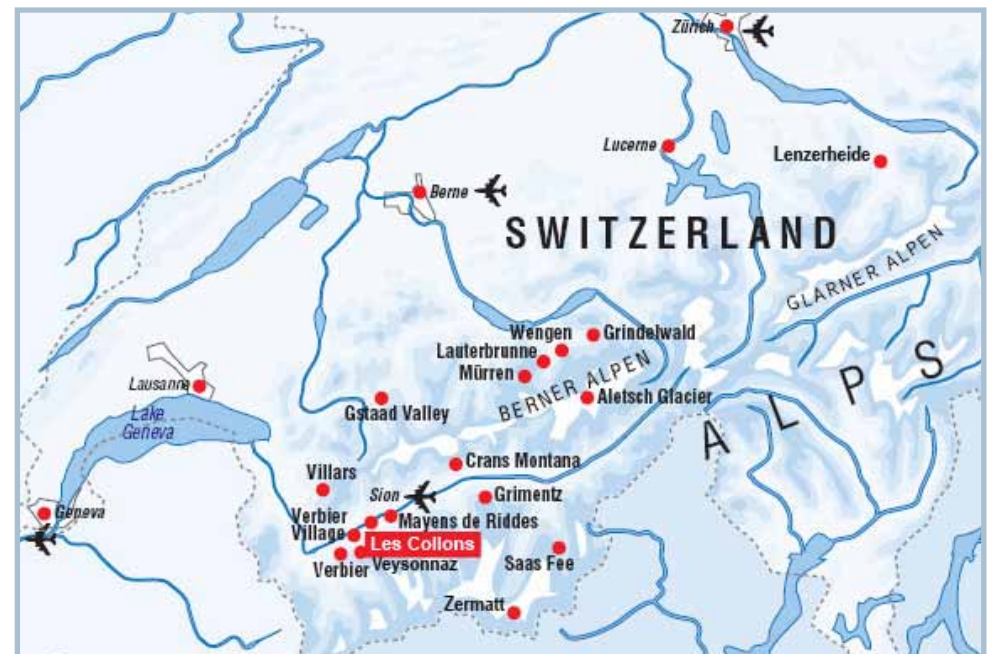 Zürich
Lucerne
Lenzerheide
Berne
SWITZERLAND
GLARNER ALPEN
Wengen
Grindelwald
Lauterbrunne
Mürren
BERNER ALPEN
Aletsch Glacier
ALPS
Lausanne
Lake
Geneva
Gstaad Valley
Crans Montana
Villars
Sion
Grimentz
Geneva
Verbier
Village
Mayens de Riddes
Les Collons
Verbier
Veysonnaz
Saas Fee
Zermatt